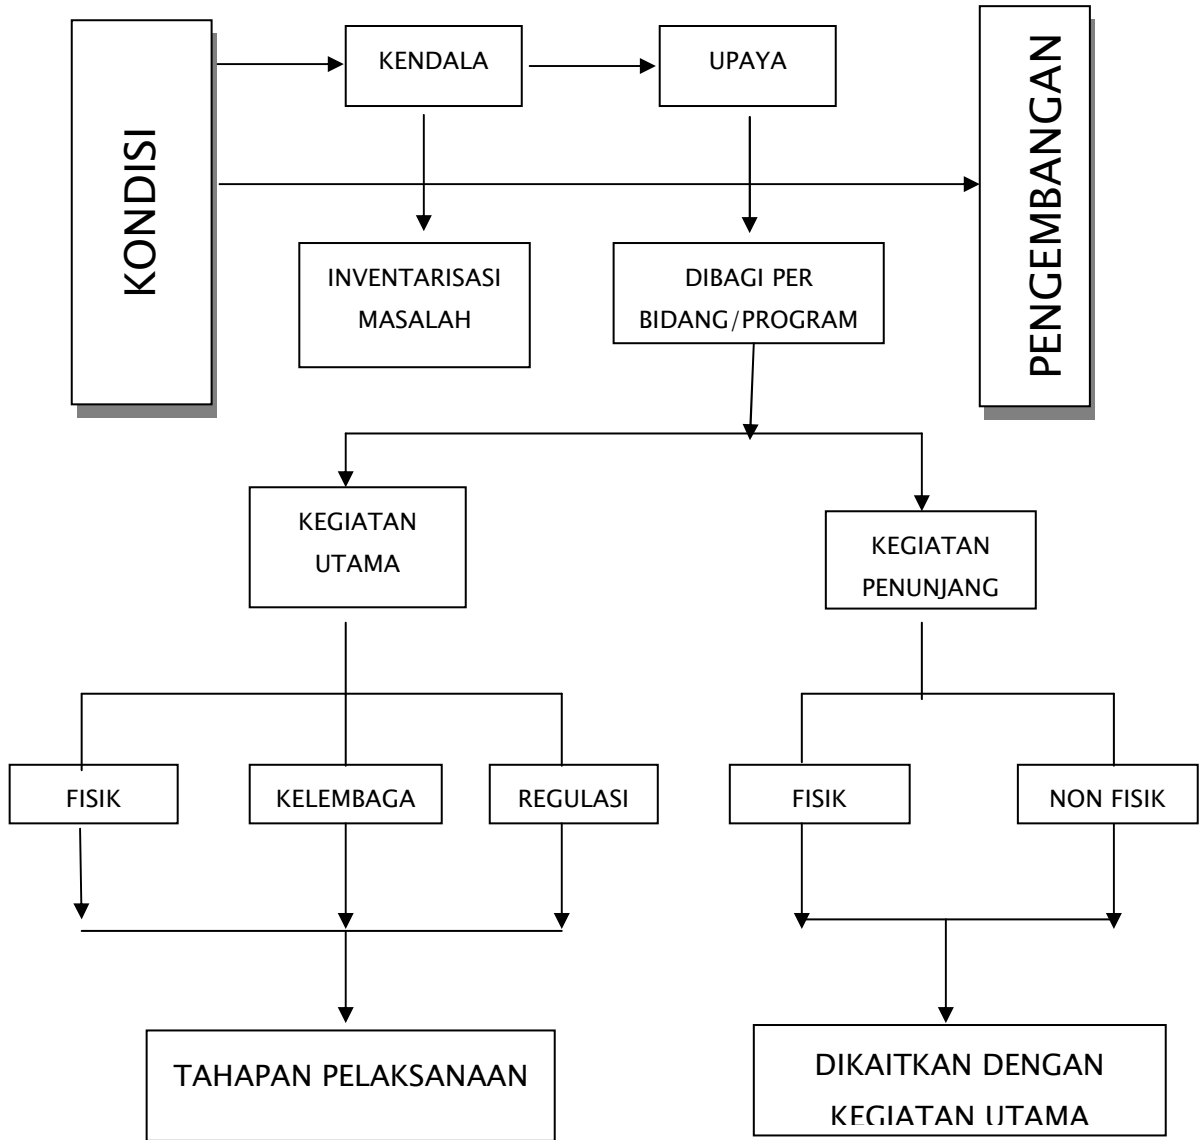 KONDISI
KENDALA
UPAYA
PENGEMBANGAN
INVENTARISASI
MASALAH
DIBAGI PER
BIDANG/PROGRAM
KEGIATAN
UTAMA
KEGIATAN
PENUNJANG
FISIK
KELEMBAGA
REGULASI
FISIK
NON FISIK
TAHAPAN PELAKSANAAN
DIKAITKAN DENGAN
KEGIATAN UTAMA